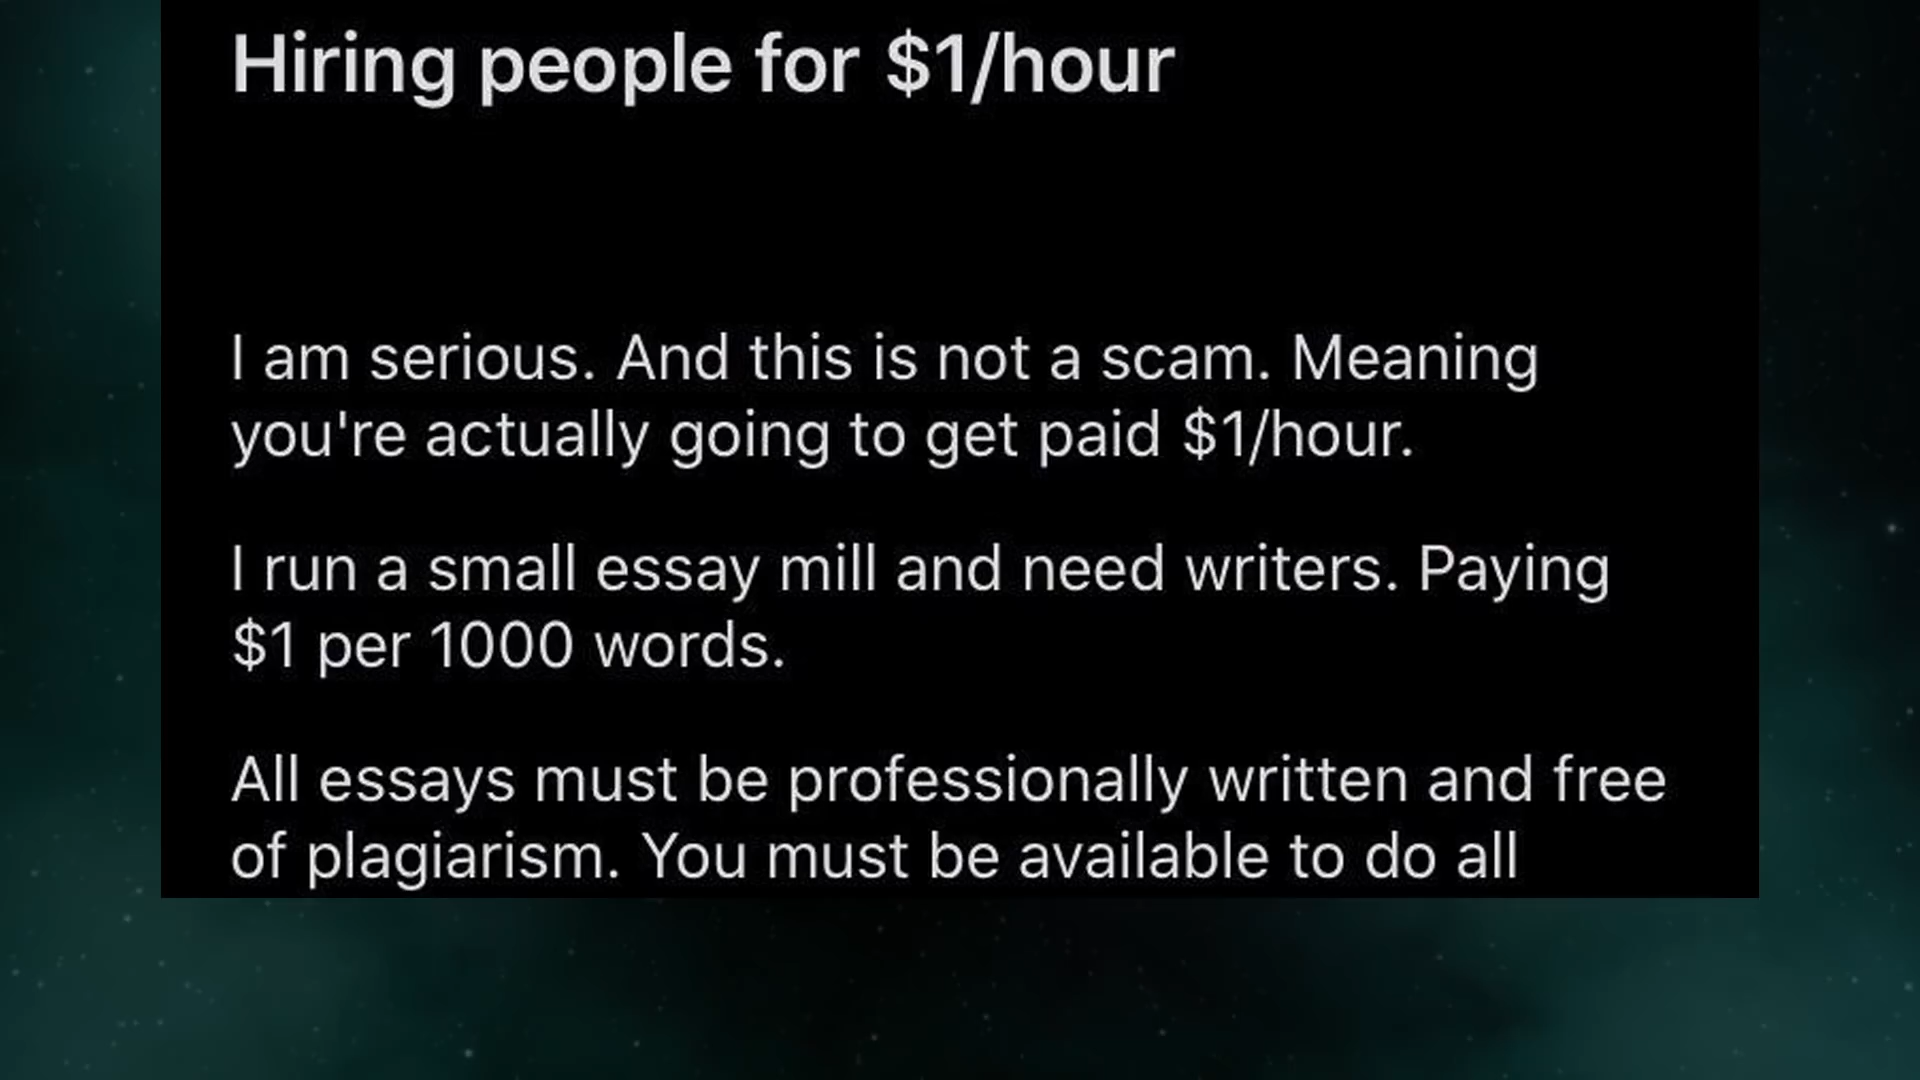 Hiring people for $1/hour
I am serious. And this is not a scam. Meaning
you're actually going to get paid $1/hour.
I run a small essay mill and need writers. Paying
$1 per 1000 words.
All essays must be professionally written and free
of plagiarism. You must be available to do all